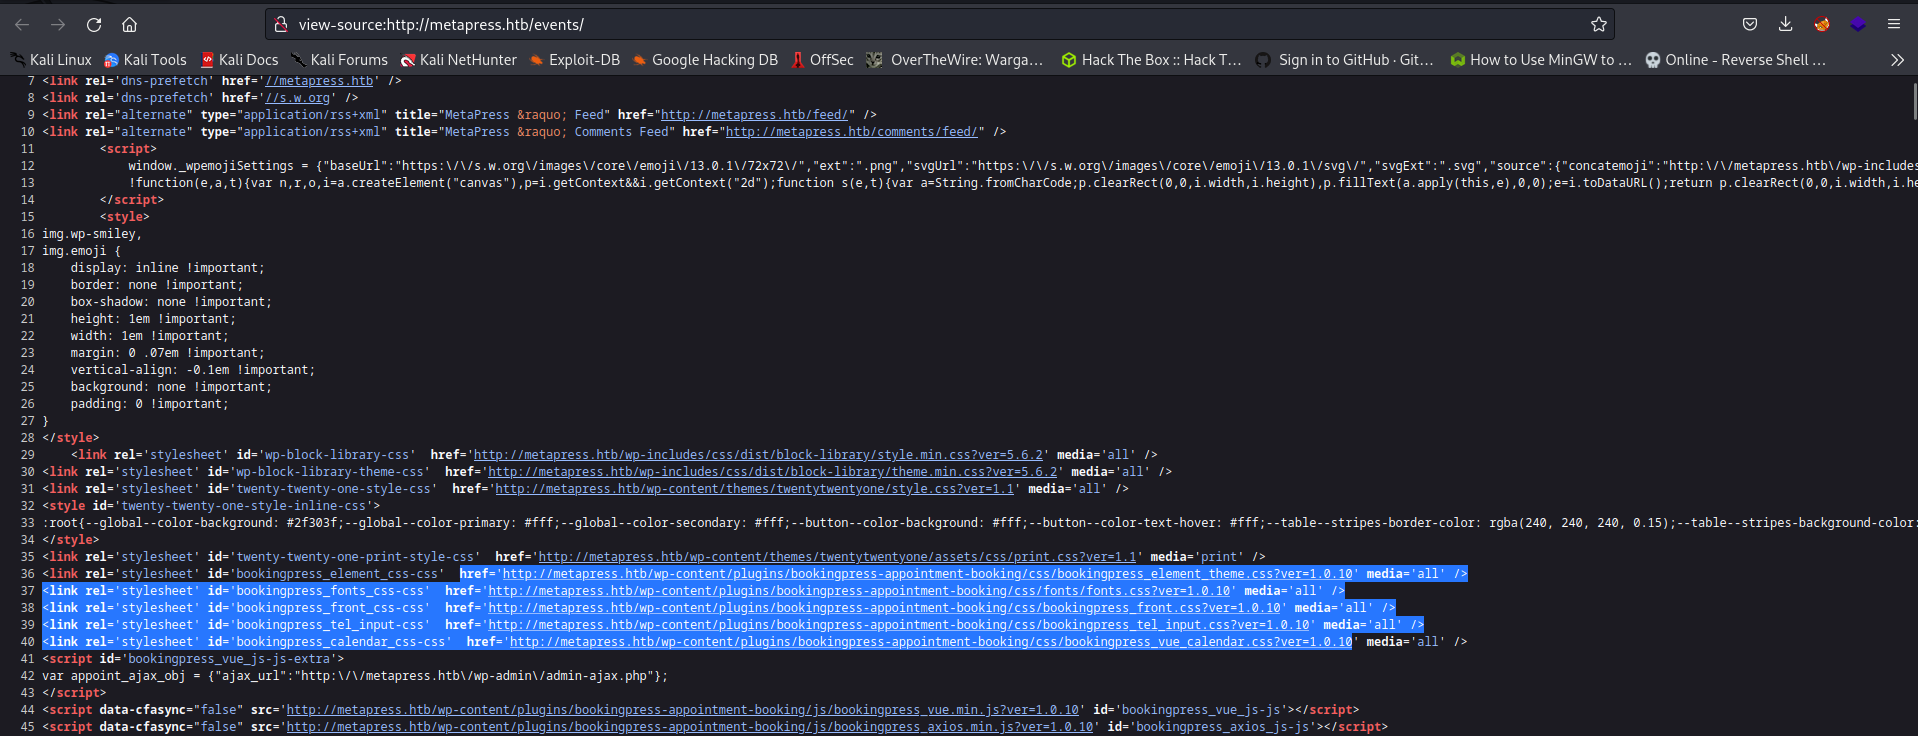 view-source:http://metapress.htb/events/
Kali Linux Kali Tools Kali Docs Kali Forums Kali NetHunter Exploit-DB Google Hacking DB OffSec OverTheWire: Warga… Hack The Box :: Hack T… Sign in to GitHub · Git… How to Use MinGW to … Online - Reverse Shell …
7 <link rel='dns-prefetch' href='//metapress.htb' />
8 <link rel='dns-prefetch' href='//s.w.org' />
9 <link rel="alternate" type="application/rss+xml" title="MetaPress &raquo; Feed" href="http://metapress.htb/feed/" />
10 <link rel="alternate" type="application/rss+xml" title="MetaPress &raquo; Comments Feed" href="http://metapress.htb/comments/feed/" />
11 <script>
12 window._wpemojiSettings = {"baseUrl":"https:\/\/s.w.org\/images\/core\/emoji\/13.0.1\/72x72\/","ext":".png","svgUrl":"https:\/\/s.w.org\/images\/core\/emoji\/13.0.1\/svg\/","svgExt":".svg","source":{"concatemoji":"http:\/\/metapress.htb\/wp-includes
13 !function(e,a,t){var n,r,o,i=a.createElement("canvas"),p=i.getContext&&i.getContext("2d");function s(e,t){var a=String.fromCharCode;p.clearRect(0,0,i.width,i.height),p.fillText(a.apply(this,e),0,0);e=i.toDataURL();return p.clearRect(0,0,i.width,i.he
14 </script>
15 <style>
16 img.wp-smiley,
17 img.emoji {
18 display: inline !important;
19 border: none !important;
20 box-shadow: none !important;
21 height: 1em !important;
22 width: 1em !important;
23 margin: 0 .07em !important;
24 vertical-align: -0.1em !important;
25 background: none !important;
26 padding: 0 !important;
27 }
28 </style>
29 <link rel='stylesheet' id='wp-block-library-css'  href='http://metapress.htb/wp-includes/css/dist/block-library/style.min.css?ver=5.6.2' media='all' />
30 <link rel='stylesheet' id='wp-block-library-theme-css'  href='http://metapress.htb/wp-includes/css/dist/block-library/theme.min.css?ver=5.6.2' media='all' />
31 <link rel='stylesheet' id='twenty-twenty-one-style-css'  href='http://metapress.htb/wp-content/themes/twentytwentyone/style.css?ver=1.1' media='all' />
32 <style id='twenty-twenty-one-style-inline-css'>
33 :root{--global--color-background: #2f303f;--global--color-primary: #fff;--global--color-secondary: #fff;--button--color-background: #fff;--button--color-text-hover: #fff;--table--stripes-border-color: rgba(240, 240, 240, 0.15);--table--stripes-background-color:
34 </style>
35 <link rel='stylesheet' id='twenty-twenty-one-print-style-css'  href='http://metapress.htb/wp-content/themes/twentytwentyone/assets/css/print.css?ver=1.1' media='print' />
36 <link rel='stylesheet' id='bookingpress_element_css-css'  href='http://metapress.htb/wp-content/plugins/bookingpress-appointment-booking/css/bookingpress_element_theme.css?ver=1.0.10' media='all' />
37 <link rel='stylesheet' id='bookingpress_fonts_css-css'  href='http://metapress.htb/wp-content/plugins/bookingpress-appointment-booking/css/fonts/fonts.css?ver=1.0.10' media='all' />
38 <link rel='stylesheet' id='bookingpress_front_css-css'  href='http://metapress.htb/wp-content/plugins/bookingpress-appointment-booking/css/bookingpress_front.css?ver=1.0.10' media='all' />
39 <link rel='stylesheet' id='bookingpress_tel_input-css'  href='http://metapress.htb/wp-content/plugins/bookingpress-appointment-booking/css/bookingpress_tel_input.css?ver=1.0.10' media='all' />
40 <link rel='stylesheet' id='bookingpress_calendar_css-css'  href='http://metapress.htb/wp-content/plugins/bookingpress-appointment-booking/css/bookingpress_vue_calendar.css?ver=1.0.10' media='all' />
41 <script id='bookingpress_vue_js-js-extra'>
42 var appoint_ajax_obj = {"ajax_url":"http:\/\/metapress.htb\/wp-admin\/admin-ajax.php"};
43 </script>
44 <script data-cfasync="false" src='http://metapress.htb/wp-content/plugins/bookingpress-appointment-booking/js/bookingpress_vue.min.js?ver=1.0.10' id='bookingpress_vue_js-js'></script>
45 <script data-cfasync="false" src='http://metapress.htb/wp-content/plugins/bookingpress-appointment-booking/js/bookingpress_axios.min.js?ver=1.0.10' id='bookingpress_axios_js-js'></script>